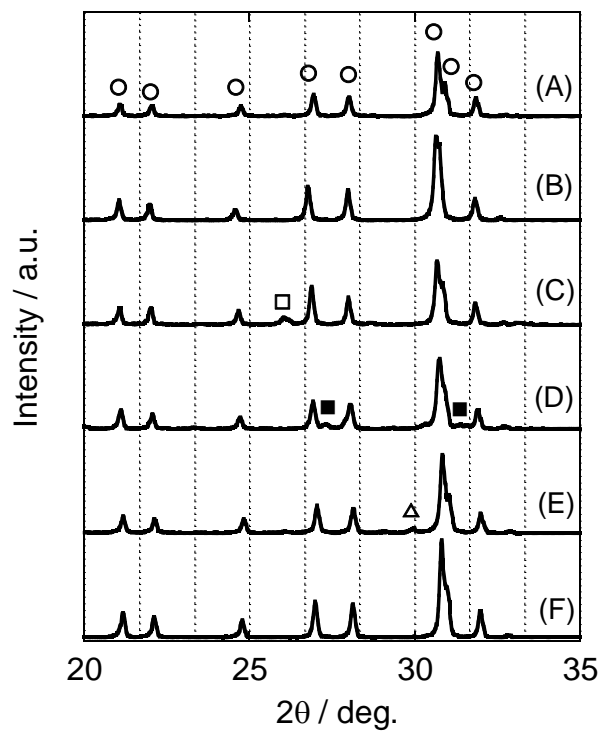 (A)
(B)
(C)
(D)
(E)
(F)
Intensity / a.u.
20 25 30 35
2θ / deg.